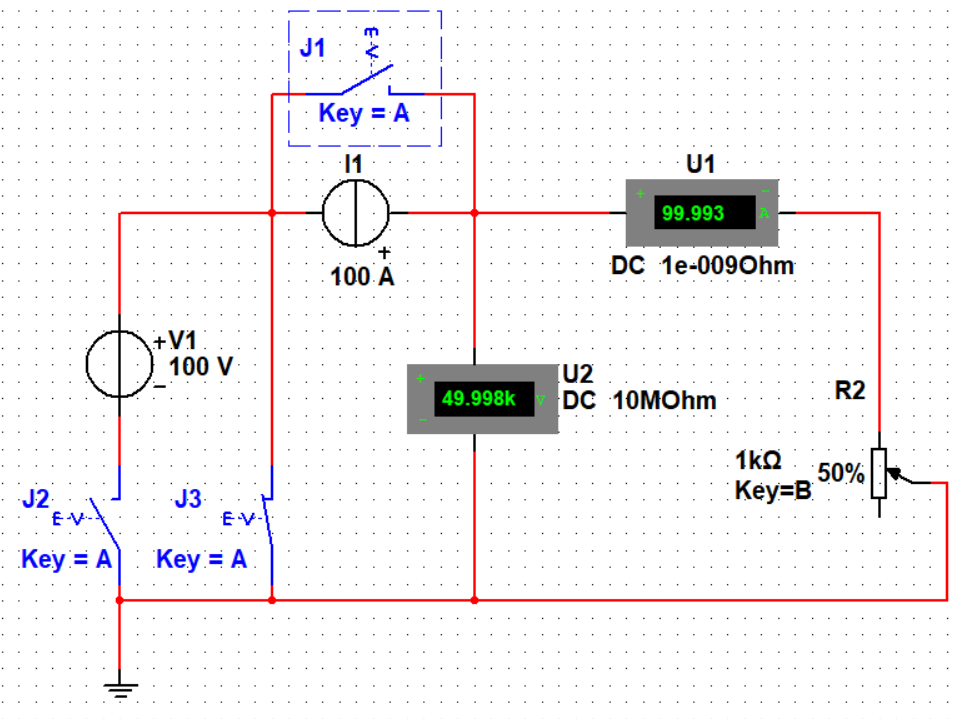 J1
E
V
Key = A
I1
+
100 A
U1
+
−
99.993
A
DC 1e-009Ohm
+V1
100 V
−
+
49.998k
V
−
U2
DC 10MOhm
R2
1kΩ
50%
Key=B
J2
E
V
Key = A
J3
E
V
Key = A